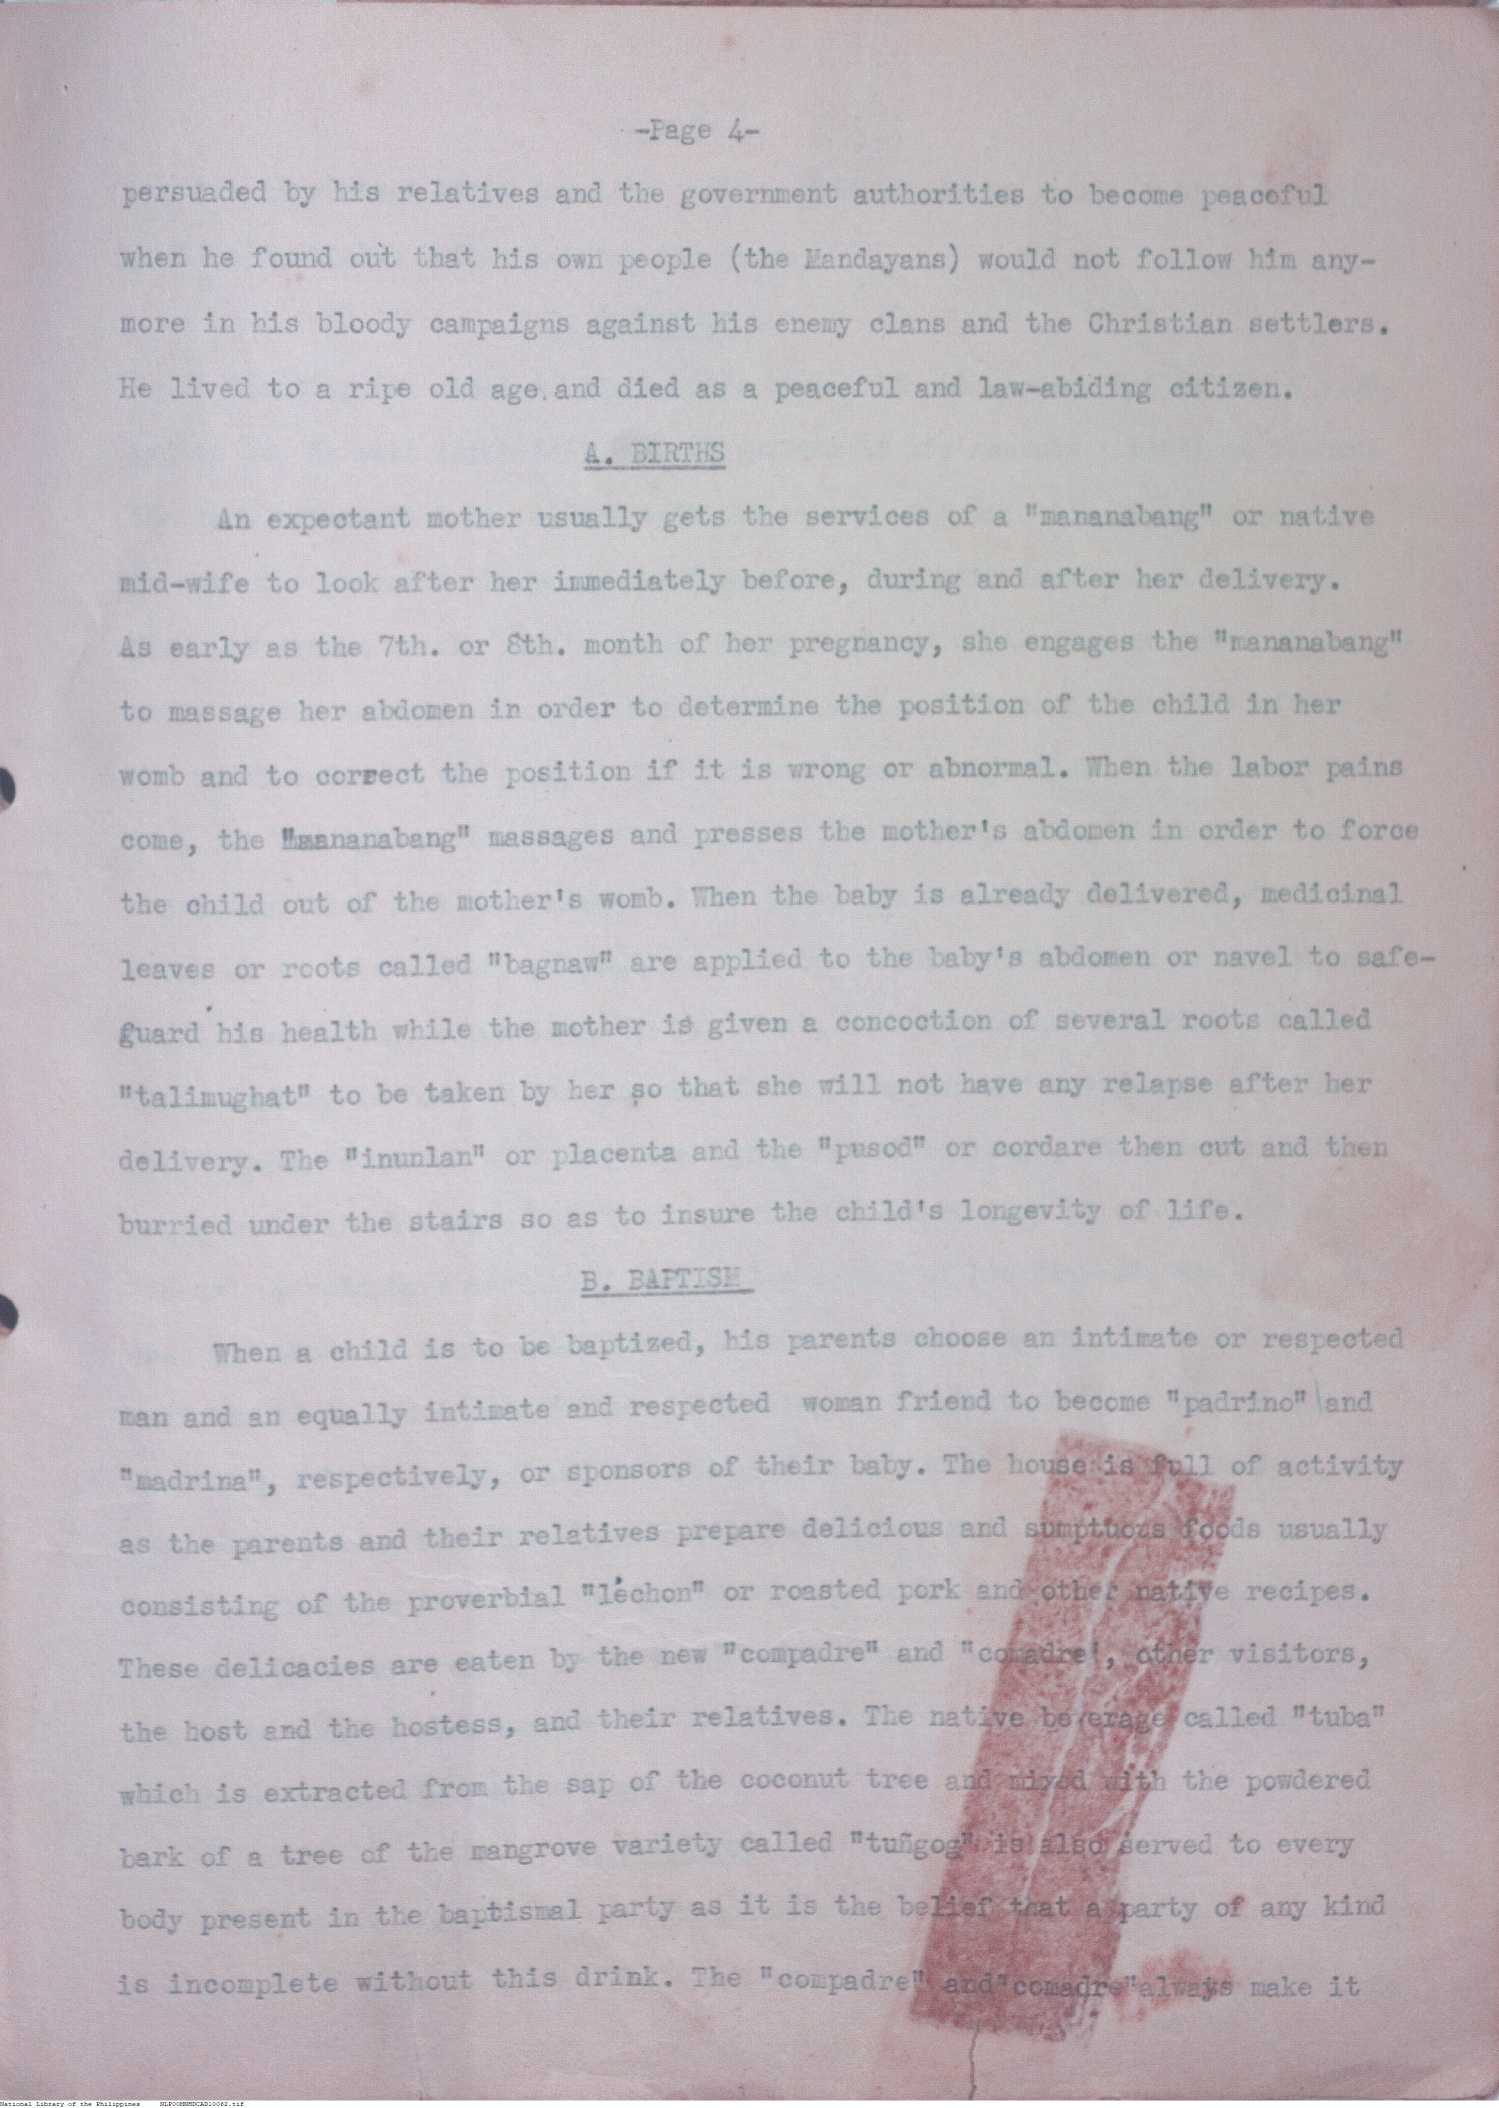 -Page 4-
persuaded by his relatives and the government authorities to become peaceful
when he found out that his own people (the Mandayans) would not follow him any-
more in his bloody campaigns against his enemy clans and the Christian settlers.
He lived to a ripe old age.and died as a peaceful and law-abiding citizen.
A. BIRTHS
An expectant mother usually gets the services of a "mananabang" or native
mid-wife to look after her immediately before, during and after her delivery.
As early as the 7th. or 8th. month of her pregnancy, she engages the "mananabang"
to massage her abdomen in order to determine the position of the child in her
womb and to correct the position if it is wrong or abnormal. When the labor pains
come, the "mananabang" massages and presses the mother's abdomen in order to force
the child out of the mother's womb. When the baby is already delivered, medicinal
leaves or roots called "bagnaw" are applied to the baby's abdomen or navel to safe-
guard his health while the mother is given a concoction of several roots called
"talimughat" to be taken by her so that she will not have any relapse after her
delivery. The "inunlan" or placenta and the "pusod" or cordare then cut and then
burried under the stairs so as to insure the child's longevity of life.
B. BAPTISM
When a child is to be baptized, his parents choose an intimate or respected
man and an equally intimate and respected woman friend to become "padrino" and
"madrina", respectively, or sponsors of their baby. The house is full of activity
as the parents and their relatives prepare delicious and sumptuous foods usually
consisting of the proverbial "léchon" or roasted pork and other native recipes.
These delicacies are eaten by the new "compadre" and "comadre', other visitors,
the host and the hostess, and their relatives. The native beverage called "tuba"
which is extracted from the sap of the coconut tree and mixed with the powdered
bark of a tree of the mangrove variety called "tuñgog" is also served to every
body present in the baptismal party as it is the belief that a party of any kind
is incomplete without this drink. The "compadre" and"comadre"always make it
National Library of the Philippines NLPOOMNMDCAD10062.tif